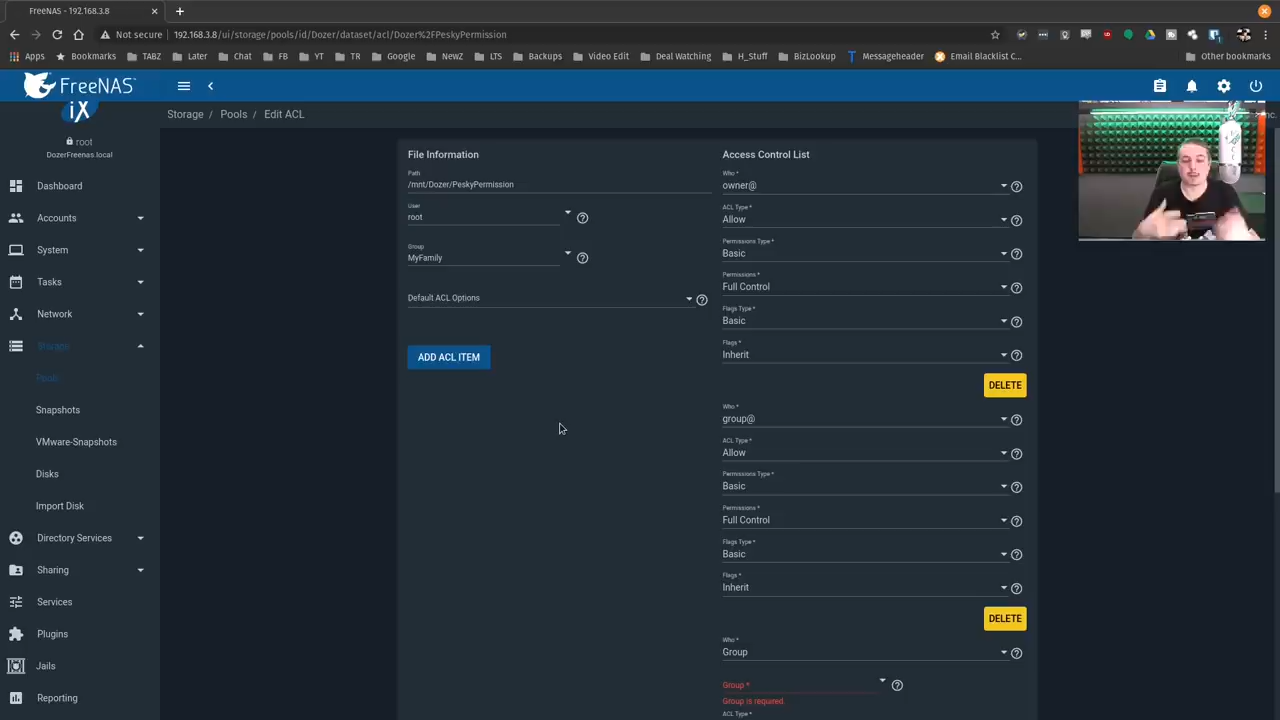 FreeNAS - 192.168.3.8
Not secure 192.168.3.8/ui/storage/pools/id/Dozer/dataset/acl/Dozer%2FPeskyPermission
Apps Bookmarks TABZ Later Chat FB YT TR Google NewZ LTS Backups Video Edit Deal Watching H_Stuff BizLookup Messageheader Email Blacklist C... Other bookmarks
FreeNAS
iX
root
DozerFreenas.local
Dashboard
Accounts
System
Tasks
Network
Storage
Pools
Snapshots
VMware-Snapshots
Disks
Import Disk
Directory Services
Sharing
Services
Plugins
Jails
Reporting
Storage / Pools / Edit ACL
File Information
Path
/mnt/Dozer/PeskyPermission
User
root
Group
MyFamily
Default ACL Options
ADD ACL ITEM
Access Control List
Who *
owner@
ACL Type *
Allow
Permissions Type *
Basic
Permissions *
Full Control
Flags Type *
Basic
Flags *
Inherit
DELETE
Who *
group@
ACL Type *
Allow
Permissions Type *
Basic
Permissions *
Full Control
Flags Type *
Basic
Flags *
Inherit
DELETE
Who *
Group
Group *
Group is required.
ACL Type *